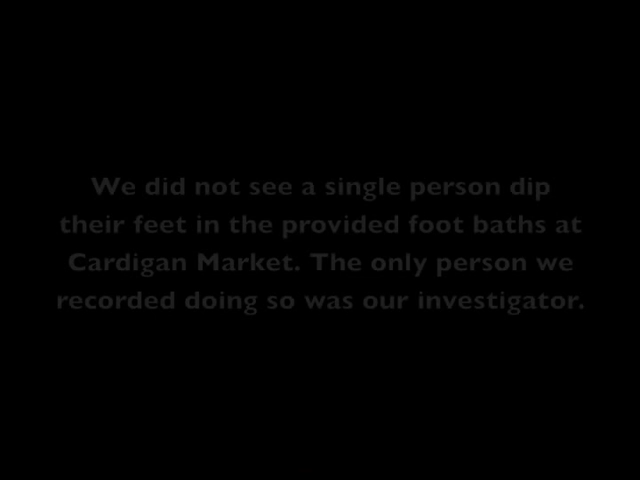 We did not see a single person dip
their feet in the provided foot baths at
Cardigan Market. The only person we
recorded doing so was our investigator.